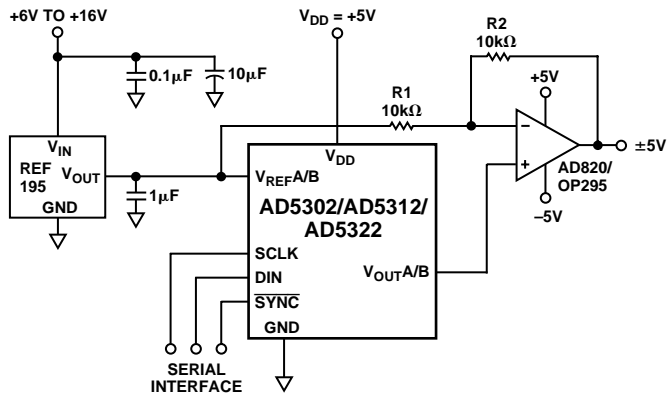 +6V TO +16V
VDD = +5V
R2
10kΩ
0.1µF
10µF
+5V
R1
10kΩ
VIN
REF
195
VOUT
GND
1µF
VDD
VREFA/B
AD5302/AD5312/
AD5322
SCLK
DIN
SYNC
GND
VOUTA/B
−
+
AD820/
OP295
±5V
–5V
SERIAL
INTERFACE